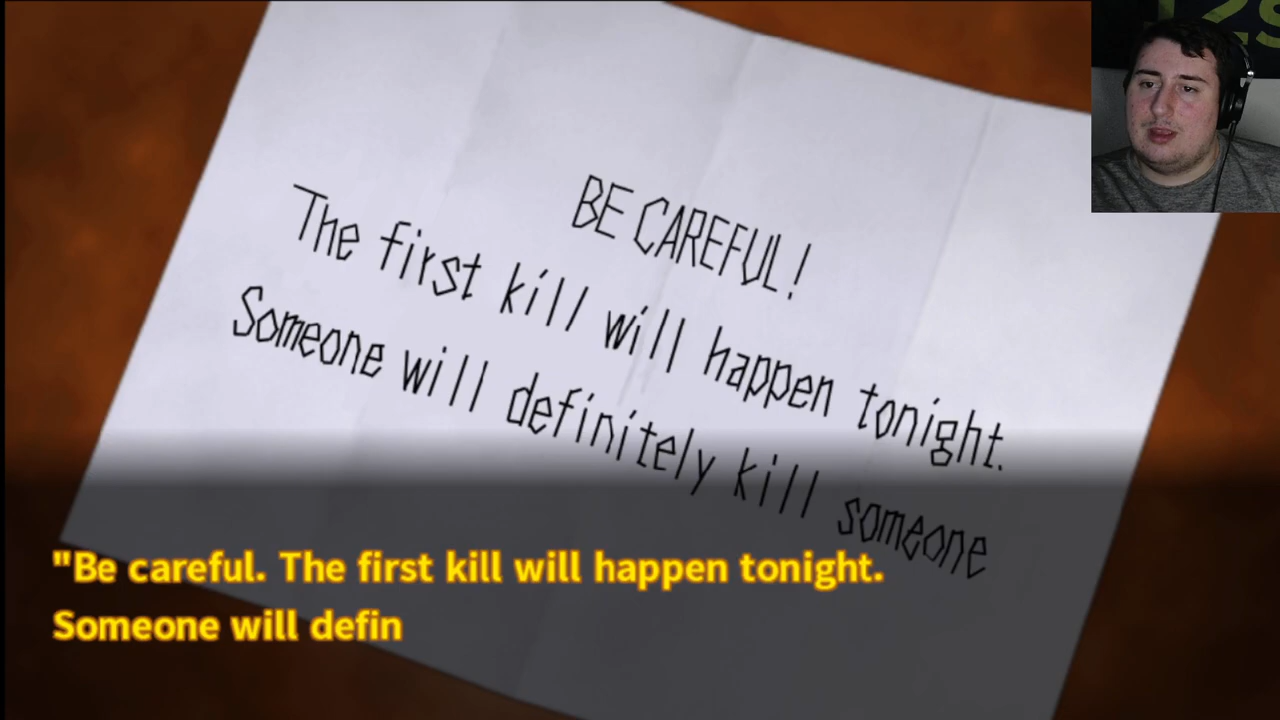 BE CAREFUL!
The first kill will happen tonight.
Someone will definitely kill someone
"Be careful. The first kill will happen tonight.
Someone will defin